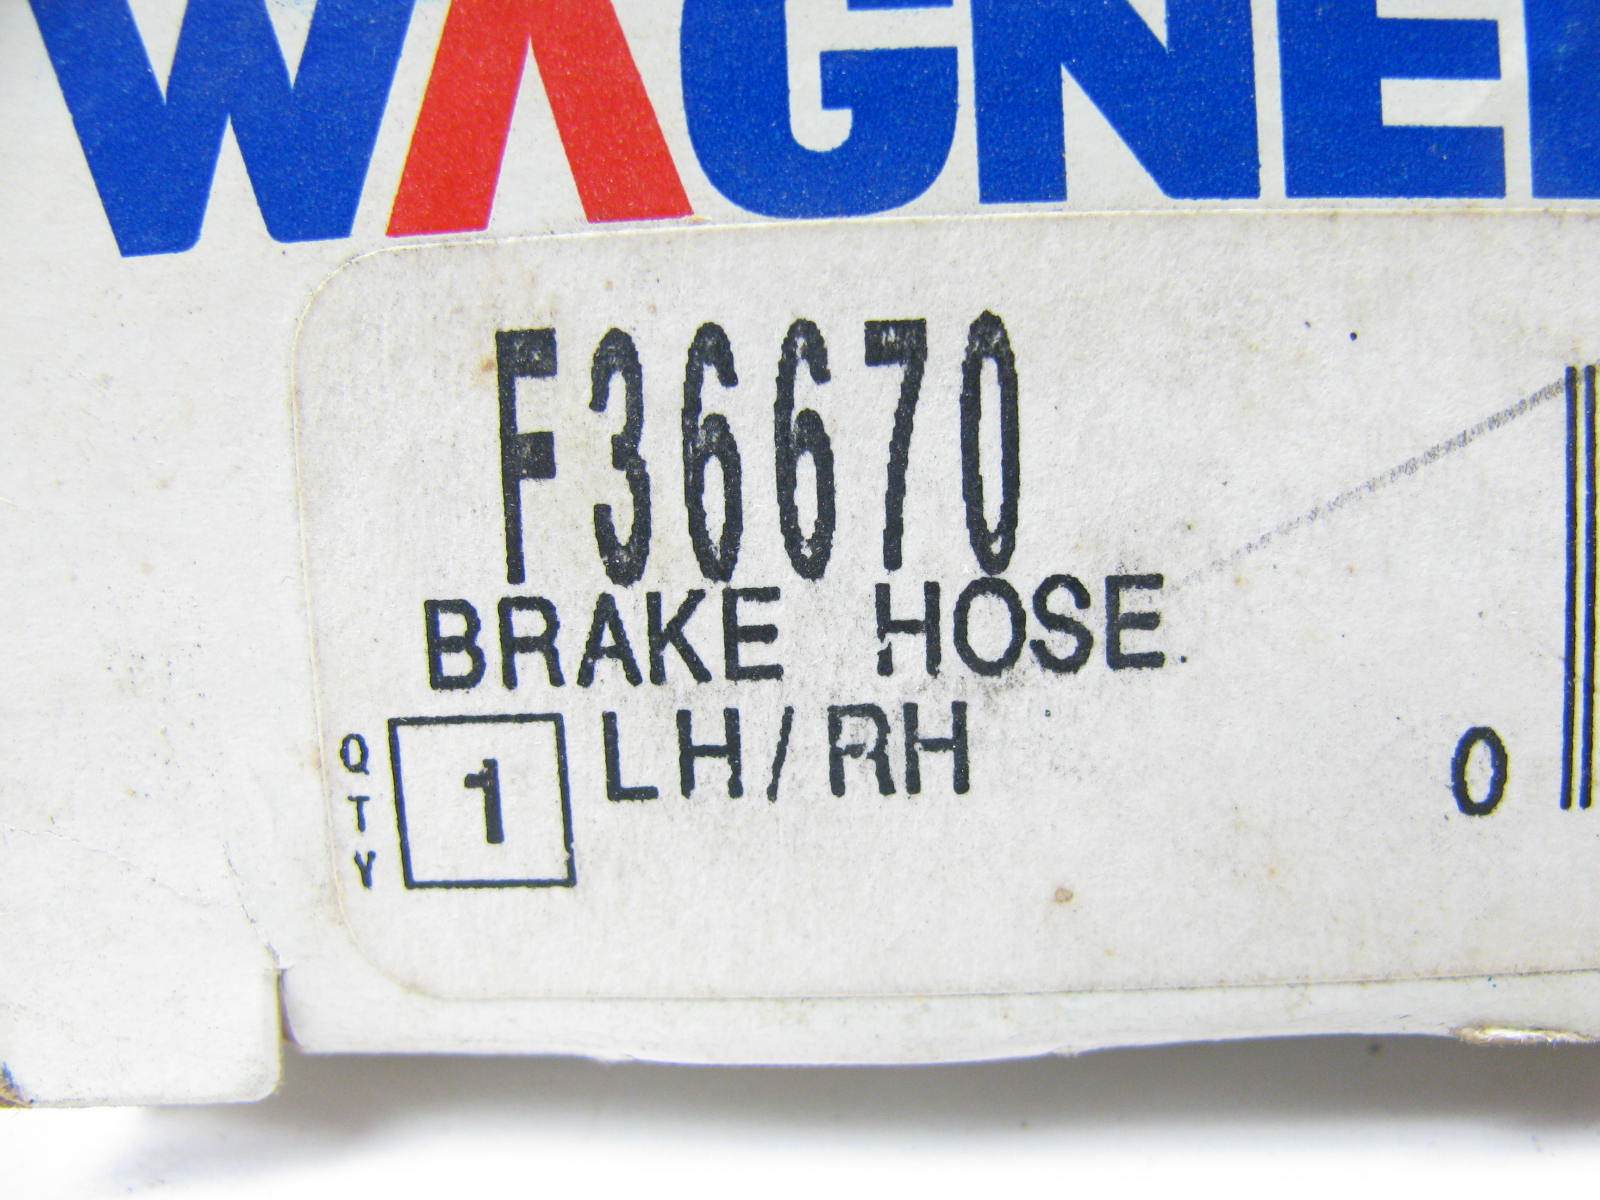 WAGNER
F36670
BRAKE HOSE
QTY 1 LH/RH
0